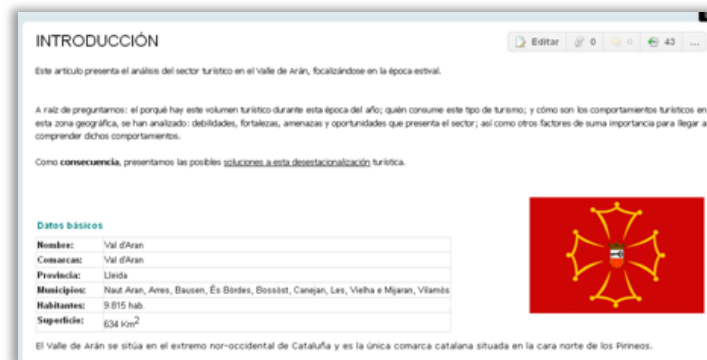 INTRODUCCIÓN
Editar 0 0 43 ...
Este artículo presenta el análisis del sector turístico en el Valle de Arán, focalizándose en la época estival.
A raíz de preguntarnos: el porqué hay este volumen turístico durante esta época del año; quién consume este tipo de turismo; y cómo son los comportamientos turísticos en
esta zona geográfica, se han analizado: debilidades, fortalezas, amenazas y oportunidades que presenta el sector; así como otros factores de suma importancia para llegar a
comprender dichos comportamientos.
Como consecuencia, presentamos las posibles soluciones a esta desestacionalización turística.
Datos básicos
Nombre: Val d'Aran
Comarcas: Val d'Aran
Provincia: Lleida
Municipios: Naut Aran, Arres, Bausen, És Bòrdes, Bossòst, Canejan, Les, Vielha e Mijaran, Vilamòs
Habitantes: 9.815 hab.
Superficie: 634 Km2
El Valle de Arán se sitúa en el extremo nor-occidental de Cataluña y es la única comarca catalana situada en la cara norte de los Pirineos.